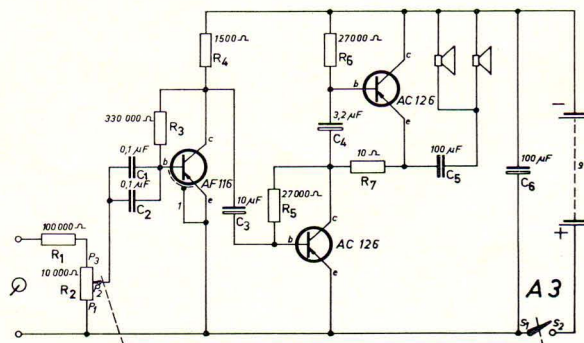 1500 Ω
R4
27000 Ω
R6
c
b
AC 126
e
330 000 Ω
R3
3,2 µF
C4
0,1 µF
C1
b
c
AF 116
0,1 µF
C2
1
e
10 µF
C3
27000 Ω
R5
10 Ω
R7
100 µF
C5
100 µF
C6
−
9
+
c
b
AC 126
e
100 000 Ω
R1
P3
10 000 Ω
R2
P2
P1
A3
S1
S2